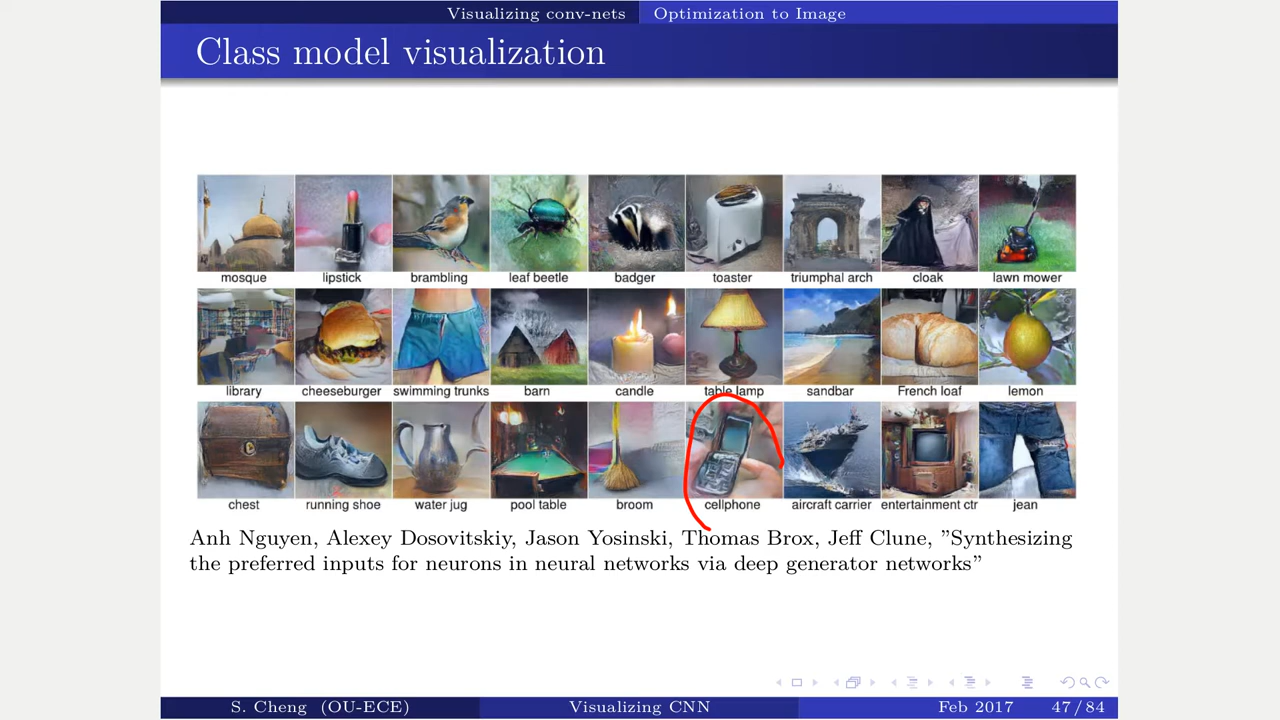 Visualizing conv-nets Optimization to Image
Class model visualization
mosque lipstick brambling leaf beetle badger toaster triumphal arch cloak lawn mower
library cheeseburger swimming trunks barn candle table lamp sandbar French loaf lemon
chest running shoe water jug pool table broom cellphone aircraft carrier entertainment ctr jean
Anh Nguyen, Alexey Dosovitskiy, Jason Yosinski, Thomas Brox, Jeff Clune, ”Synthesizing
the preferred inputs for neurons in neural networks via deep generator networks”
S. Cheng (OU-ECE) Visualizing CNN Feb 2017 47 / 84